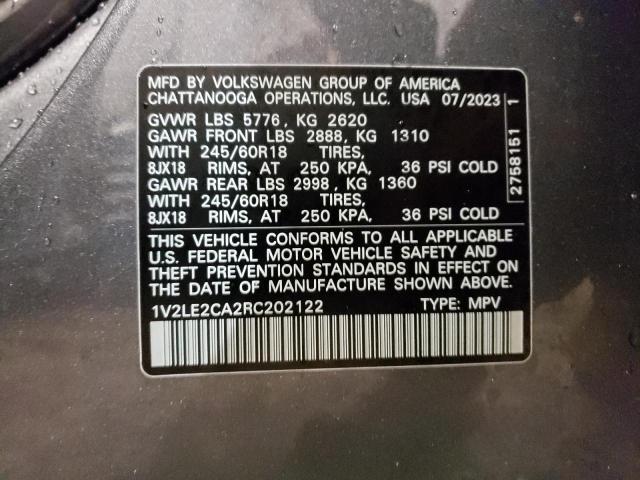 MFD BY VOLKSWAGEN GROUP OF AMERICA
CHATTANOOGA OPERATIONS, LLC. USA 07/2023
GVWR LBS 5776, KG 2620
GAWR FRONT LBS 2888, KG 1310
WITH 245/60R18 TIRES,
8JX18 RIMS, AT 250 KPA, 36 PSI COLD
GAWR REAR LBS 2998, KG 1360
WITH 245/60R18 TIRES,
8JX18 RIMS, AT 250 KPA, 36 PSI COLD
THIS VEHICLE CONFORMS TO ALL APPLICABLE
U.S. FEDERAL MOTOR VEHICLE SAFETY AND
THEFT PREVENTION STANDARDS IN EFFECT ON
THE DATE OF MANUFACTURE SHOWN ABOVE.
1V2LE2CA2RC202122 TYPE: MPV
2758151 1